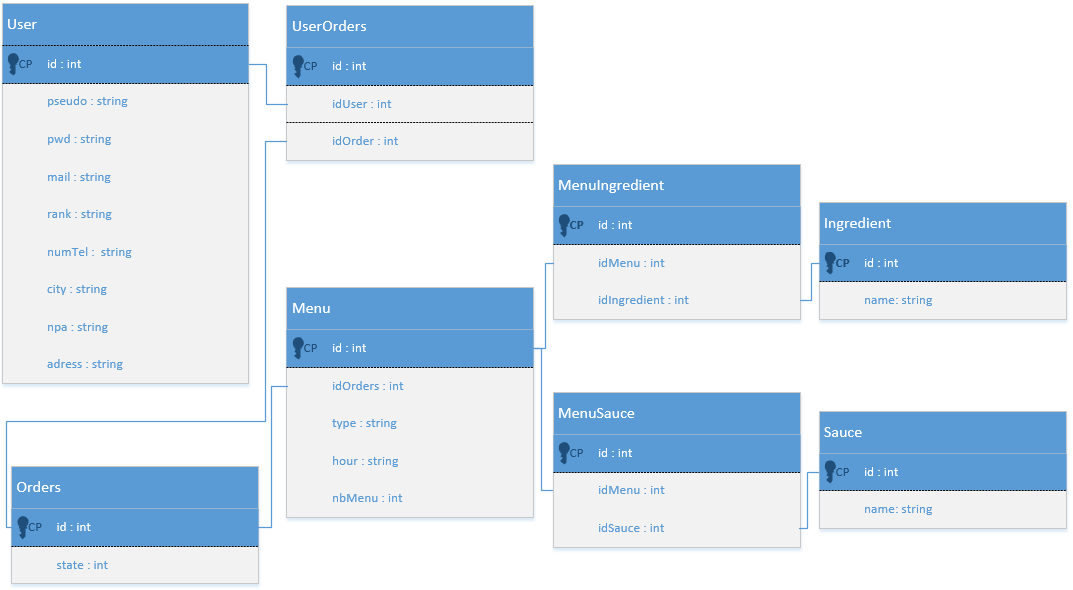 User
CP id : int
pseudo : string
pwd : string
mail : string
rank : string
numTel :  string
city : string
npa : string
adress : string
UserOrders
CP id : int
idUser : int
idOrder : int
MenuIngredient
CP id : int
idMenu : int
idIngredient : int
Ingredient
CP id : int
name: string
Menu
CP id : int
idOrders : int
type : string
hour : string
nbMenu : int
MenuSauce
CP id : int
idMenu : int
idSauce : int
Sauce
CP id : int
name: string
Orders
CP id : int
state : int